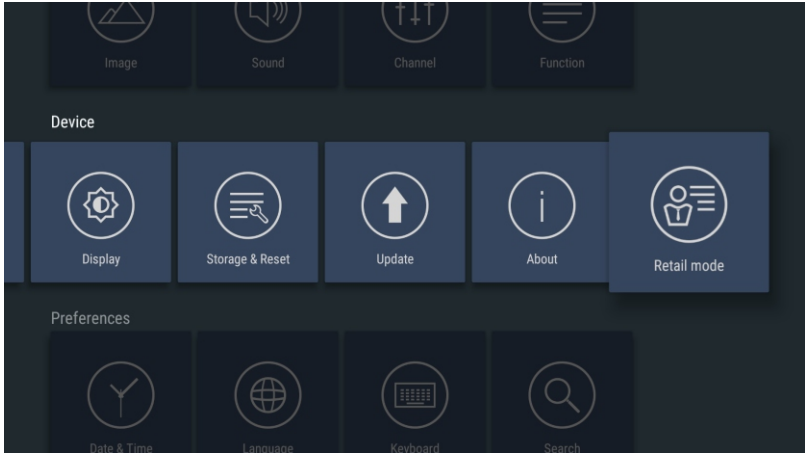 Image
Sound
Channel
Function
Device
Display
Storage & Reset
Update
About
Retail mode
Preferences
Date & Time
Language
Keyboard
Search